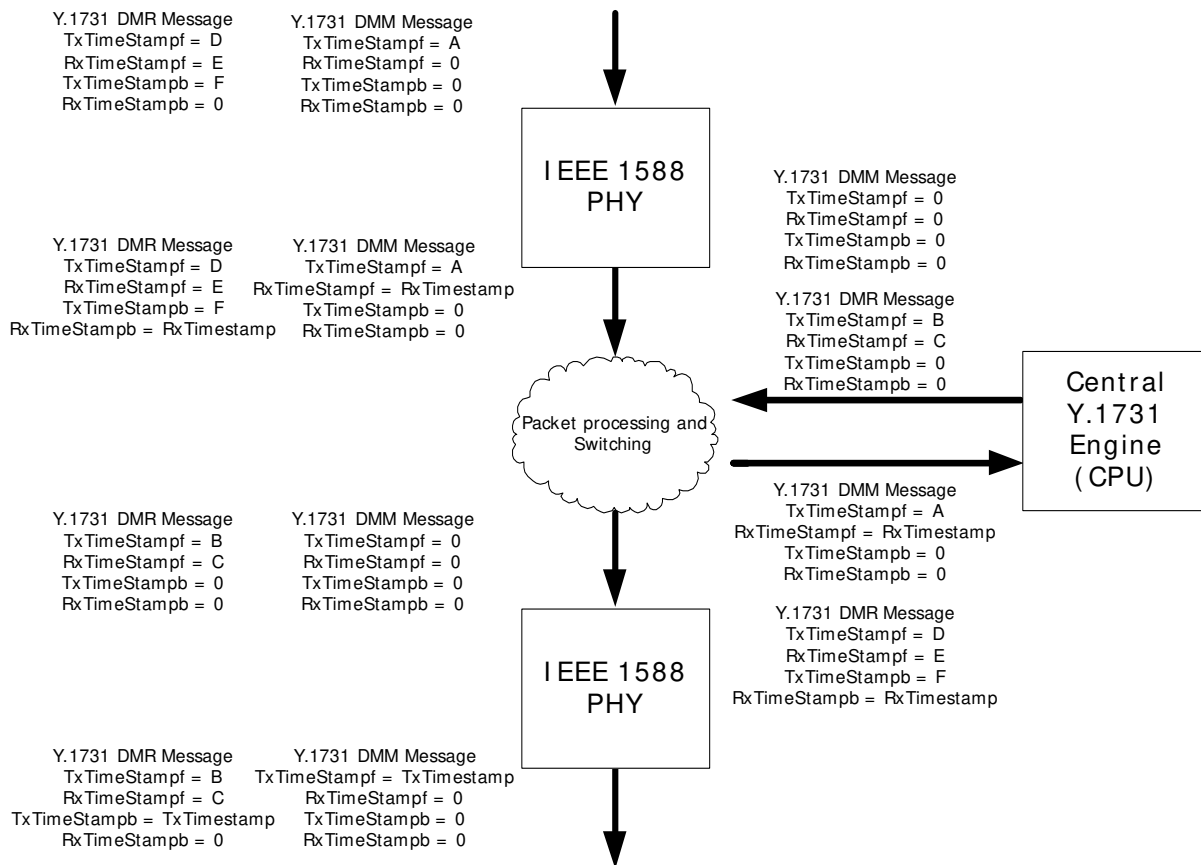 Y.1731 DMR Message
TxTimeStampf = D
RxTimeStampf = E
TxTimeStampb = F
RxTimeStampb = 0
Y.1731 DMM Message
TxTimeStampf = A
RxTimeStampf = 0
TxTimeStampb = 0
RxTimeStampb = 0
IEEE 1588
PHY
Y.1731 DMR Message
TxTimeStampf = D
RxTimeStampf = E
TxTimeStampb = F
RxTimeStampb = RxTimestamp
Y.1731 DMM Message
TxTimeStampf = A
RxTimeStampf = RxTimestamp
TxTimeStampb = 0
RxTimeStampb = 0
Y.1731 DMM Message
TxTimeStampf = 0
RxTimeStampf = 0
TxTimeStampb = 0
RxTimeStampb = 0
Y.1731 DMR Message
TxTimeStampf = B
RxTimeStampf = C
TxTimeStampb = 0
RxTimeStampb = 0
Packet processing and
Switching
Central
Y.1731
Engine
(CPU)
Y.1731 DMM Message
TxTimeStampf = A
RxTimeStampf = RxTimestamp
TxTimeStampb = 0
RxTimeStampb = 0
Y.1731 DMR Message
TxTimeStampf = D
RxTimeStampf = E
TxTimeStampf = F
RxTimeStampb = RxTimestamp
Y.1731 DMR Message
TxTimeStampf = B
RxTimeStampf = C
TxTimeStampb = 0
RxTimeStampb = 0
Y.1731 DMM Message
TxTimeStampf = 0
RxTimeStampf = 0
TxTimeStampb = 0
RxTimeStampb = 0
IEEE 1588
PHY
Y.1731 DMR Message
TxTimeStampf = B
RxTimeStampf = C
TxTimeStampb = TxTimestamp
RxTimeStampb = 0
Y.1731 DMM Message
TxTimeStampf = TxTimestamp
RxTimeStampf = 0
TxTimeStampb = 0
RxTimeStampb = 0